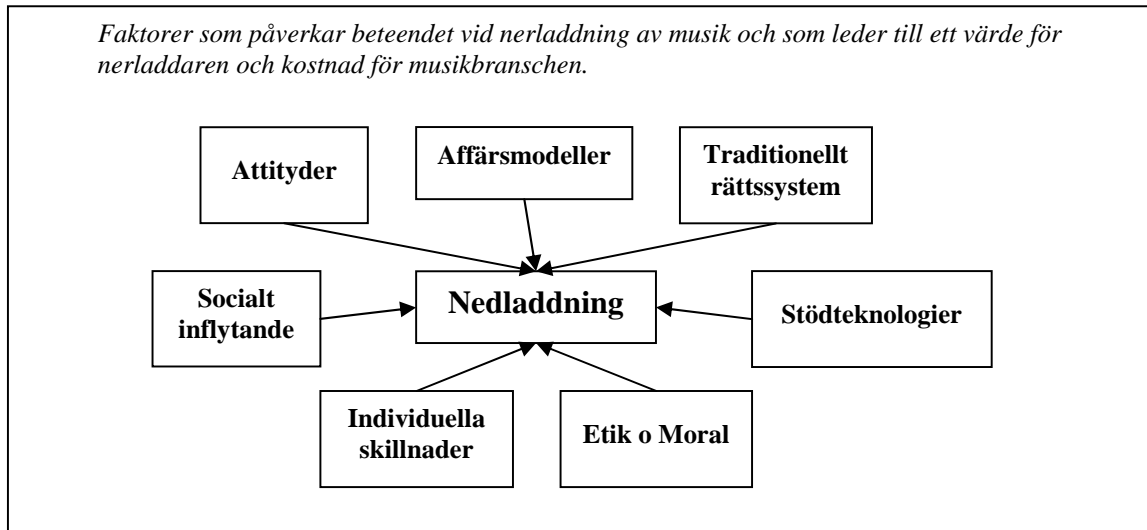 Faktorer som påverkar beteendet vid nerladdning av musik och som leder till ett värde för
nerladdaren och kostnad för musikbranschen.
Attityder
Affärsmodeller
Traditionellt
rättssystem
Socialt
inflytande
Nedladdning
Stödteknologier
Individuella
skillnader
Etik o Moral